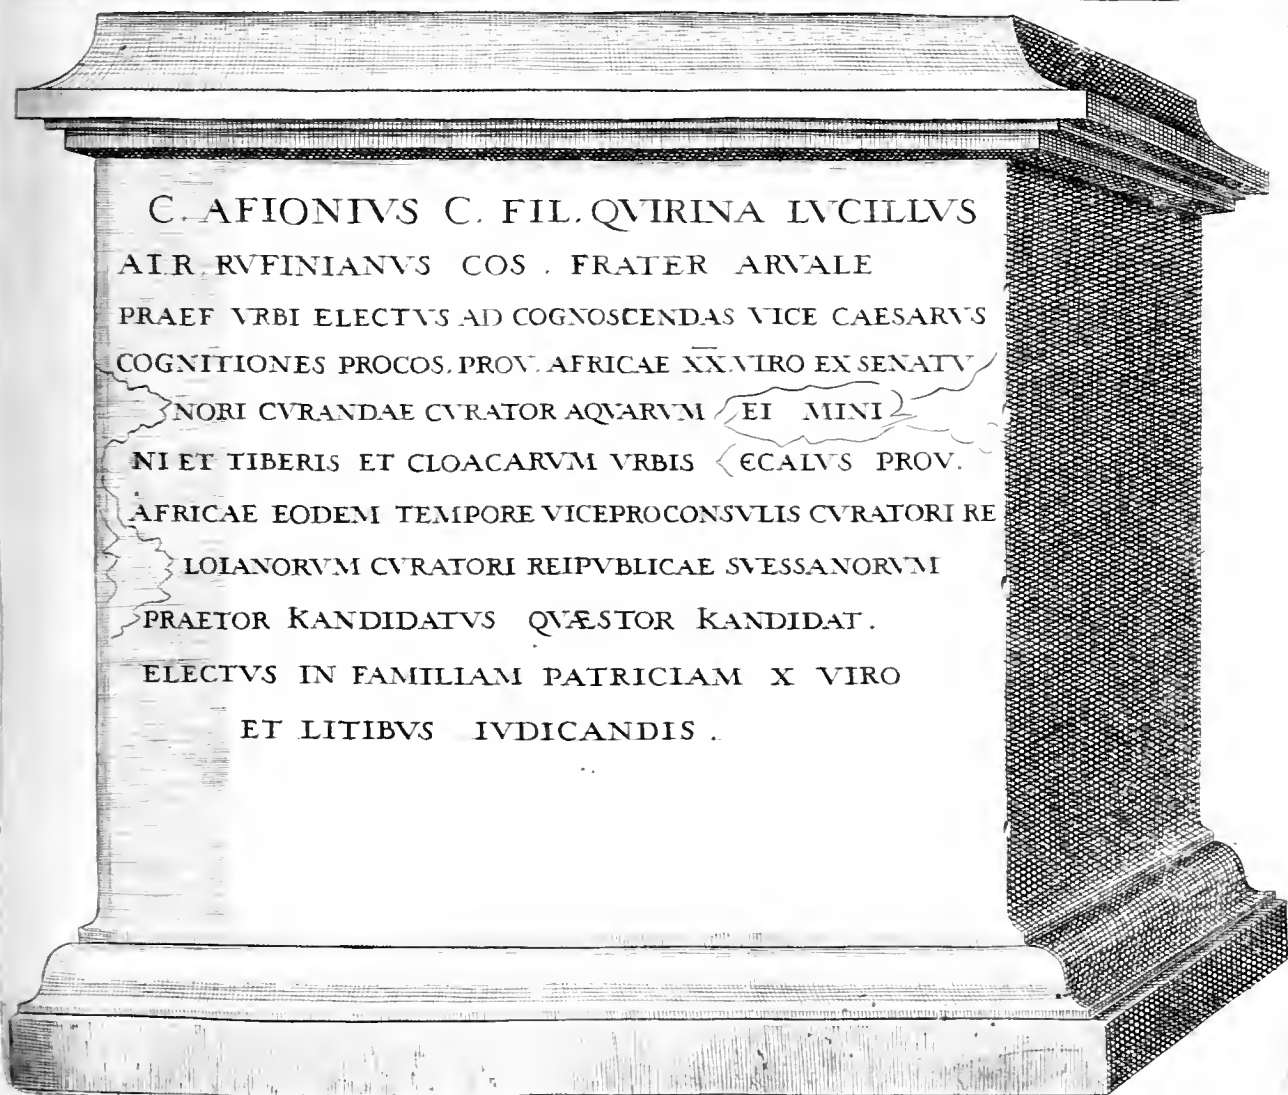 C. AFIONIVS C. FIL. QVIRINA LVCILLVS
AI.R. RVFINIANVS COS . FRATER ARVALE
PRAEF VRBI ELECTVS AD COGNOSCENDAS VICE CAESARVS
COGNITIONES PROCOS. PROV. AFRICAE X̅X̅.VIRO EX SENATV
NORI CVRANDAE CVRATOR AQVARVM EI MINI
NI ET TIBERIS ET CLOACARVM VRBIS ЄCALVS PROV.
AFRICAE EODEM TEMPORE VICEPROCONSVLIS CVRATORI RE
LOIANORVM CVRATORI REIPVBLICAE SVESSANORVM
PRAETOR KANDIDATVS QVÆSTOR KANDIDAT .
ELECTVS IN FAMILIAM PATRICIAM X VIRO
ET LITIBVS IVDICANDIS .